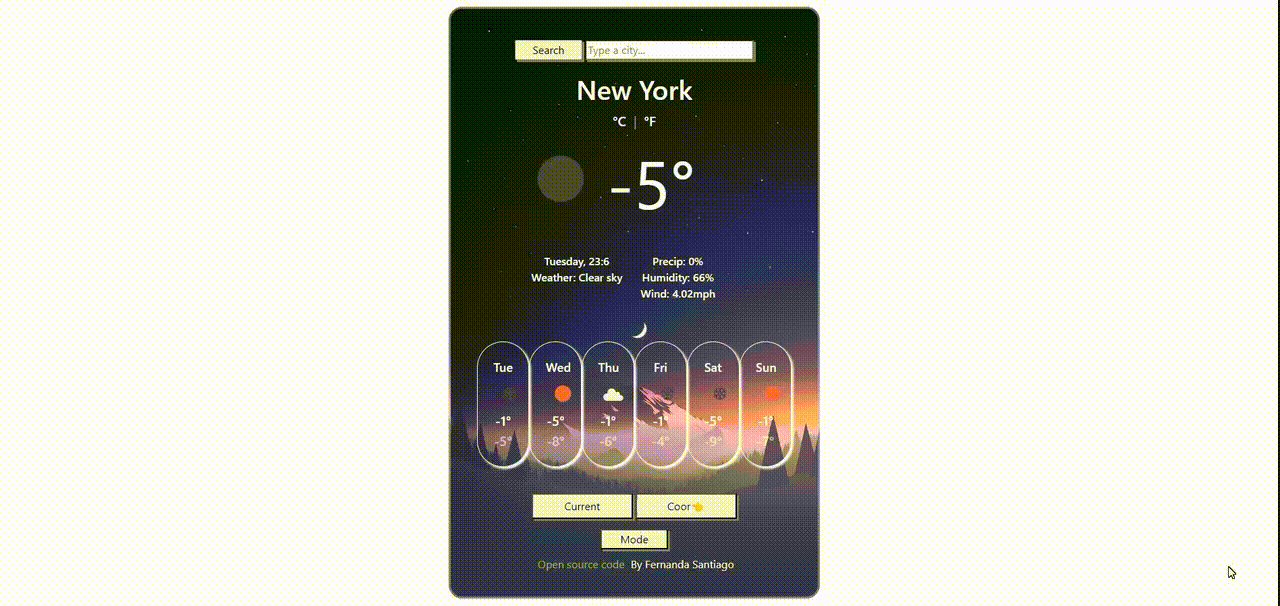 Search Type a city...
New York
°C | °F
-5°
Tuesday, 23:6 Precip: 0%
Weather: Clear sky Humidity: 66%
Wind: 4.02mph
Tue Wed Thu Fri Sat Sun
-1° -5° -1° -1° -5° -1°
-5° -8° -6° -4° -9° -7°
Current Coor
Mode
Open source code By Fernanda Santiago